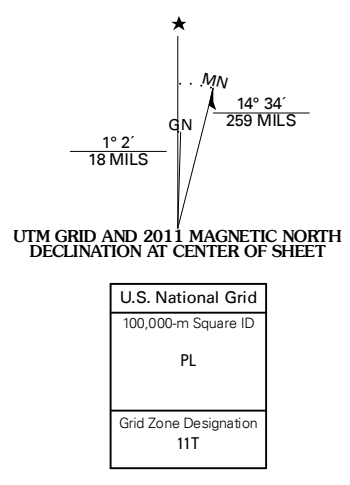 MN
GN
14° 34´
259 MILS
1° 2´
18 MILS
UTM GRID AND 2011 MAGNETIC NORTH
DECLINATION AT CENTER OF SHEET
U.S. National Grid
100,000-m Square ID
PL
Grid Zone Designation
11T